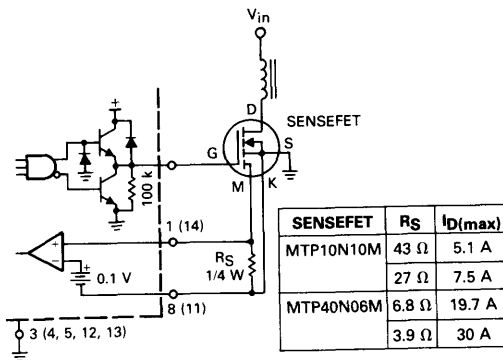 Vin
D
SENSEFET
S
G
M
K
+
100 k
1 (14)
RS
1/4 W
+
−
0.1 V
8 (11)
3 (4, 5, 12, 13)
SENSEFET RS ID(max)
MTP10N10M 43 Ω 5.1 A
27 Ω 7.5 A
MTP40N06M 6.8 Ω 19.7 A
3.9 Ω 30 A